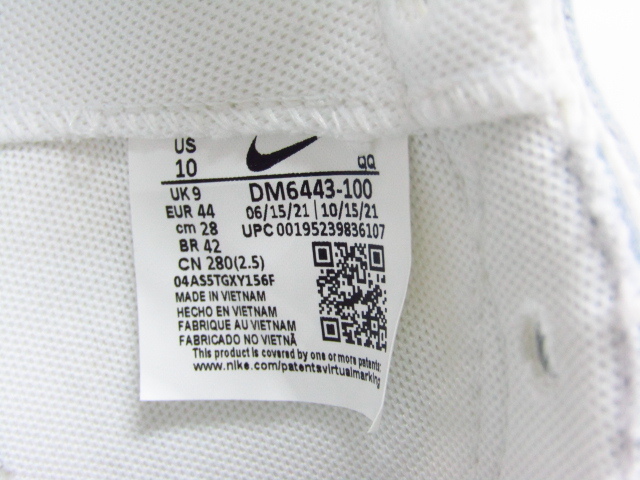 US
10
qq
UK 9
DM6443-100
EUR 44
06/15/21 | 10/15/21
cm 28
UPC 00195239836107
BR 42
CN 280(2.5)
04AS5TGXY156F
MADE IN VIETNAM
HECHO EN VIETNAM
FABRIQUE AU VIETNAM
FABRICADO NO VIETNÃ
This product is covered by one or more patents:
www.nike.com/patentsvirtualmarking